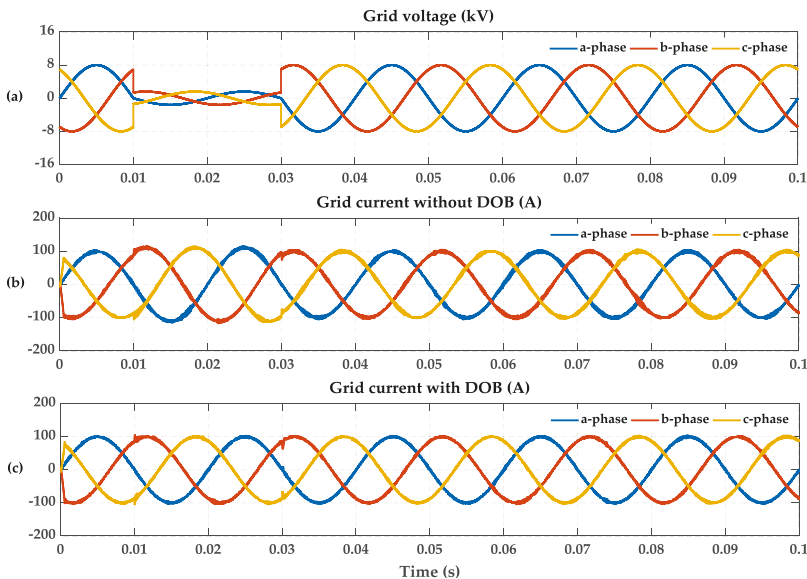 Grid voltage (kV)
16
a-phase b-phase c-phase
8
(a) 0
-8
-16
0 0.01 0.02 0.03 0.04 0.05 0.06 0.07 0.08 0.09 0.1
Grid current without DOB (A)
200
a-phase b-phase c-phase
100
(b) 0
-100
-200
0 0.01 0.02 0.03 0.04 0.05 0.06 0.07 0.08 0.09 0.1
Grid current with DOB (A)
200
a-phase b-phase c-phase
100
(c) 0
-100
-200
0 0.01 0.02 0.03 0.04 0.05 0.06 0.07 0.08 0.09 0.1
Time (s)